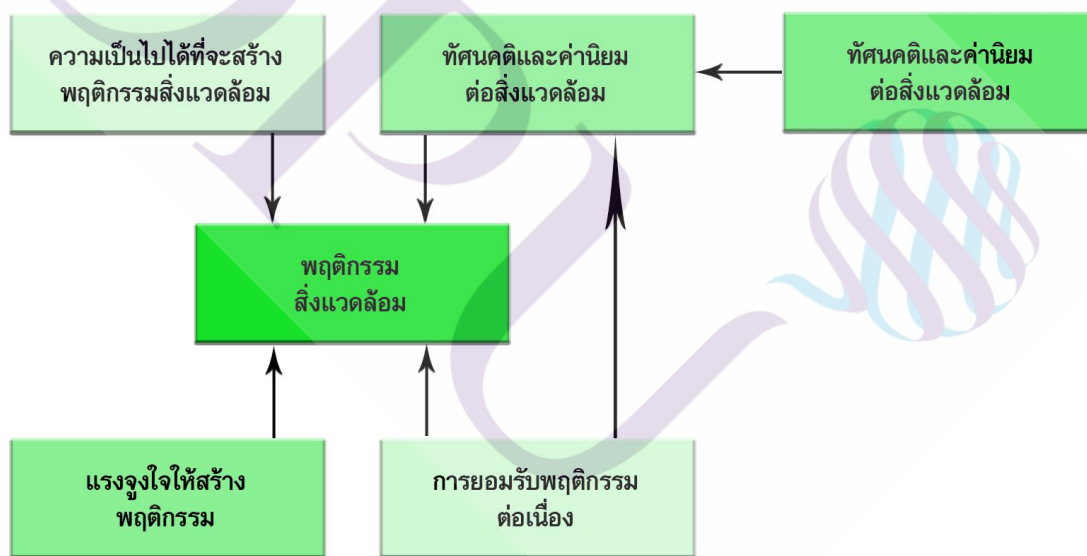 ความเป็นไปได้ที่จะสร้าง
พฤติกรรมสิ่งแวดล้อม
ทัศนคติและค่านิยม
ต่อสิ่งแวดล้อม
ทัศนคติและค่านิยม
ต่อสิ่งแวดล้อม
พฤติกรรม
สิ่งแวดล้อม
แรงจูงใจให้สร้าง
พฤติกรรม
การยอมรับพฤติกรรม
ต่อเนื่อง